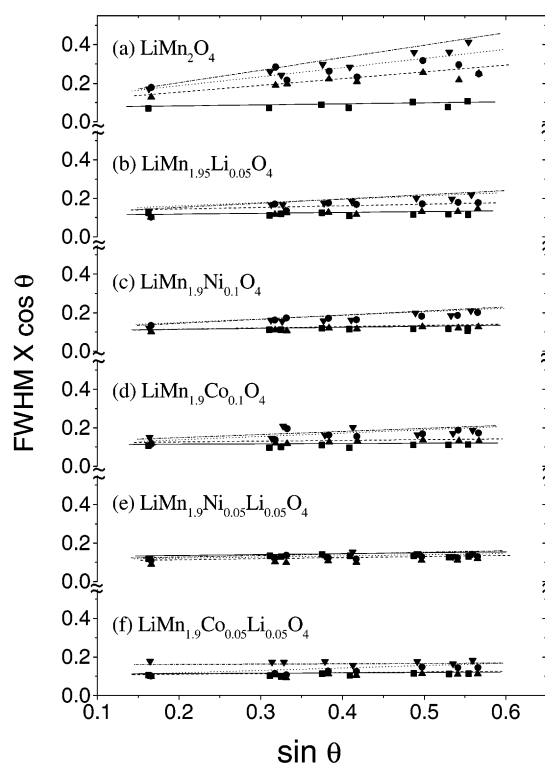 0.4
(a) LiMn₂O₄
0.2
0.0
0.4
(b) LiMn₁.₉₅Li₀.₀₅O₄
0.2
0.0
0.4
(c) LiMn₁.₉Ni₀.₁O₄
0.2
0.0
0.4
(d) LiMn₁.₉Co₀.₁O₄
0.2
0.0
0.4
(e) LiMn₁.₉Ni₀.₀₅Li₀.₀₅O₄
0.2
0.0
0.4
(f) LiMn₁.₉Co₀.₀₅Li₀.₀₅O₄
0.2
0.0
FWHM X cos θ
0.1 0.2 0.3 0.4 0.5 0.6
sin θ